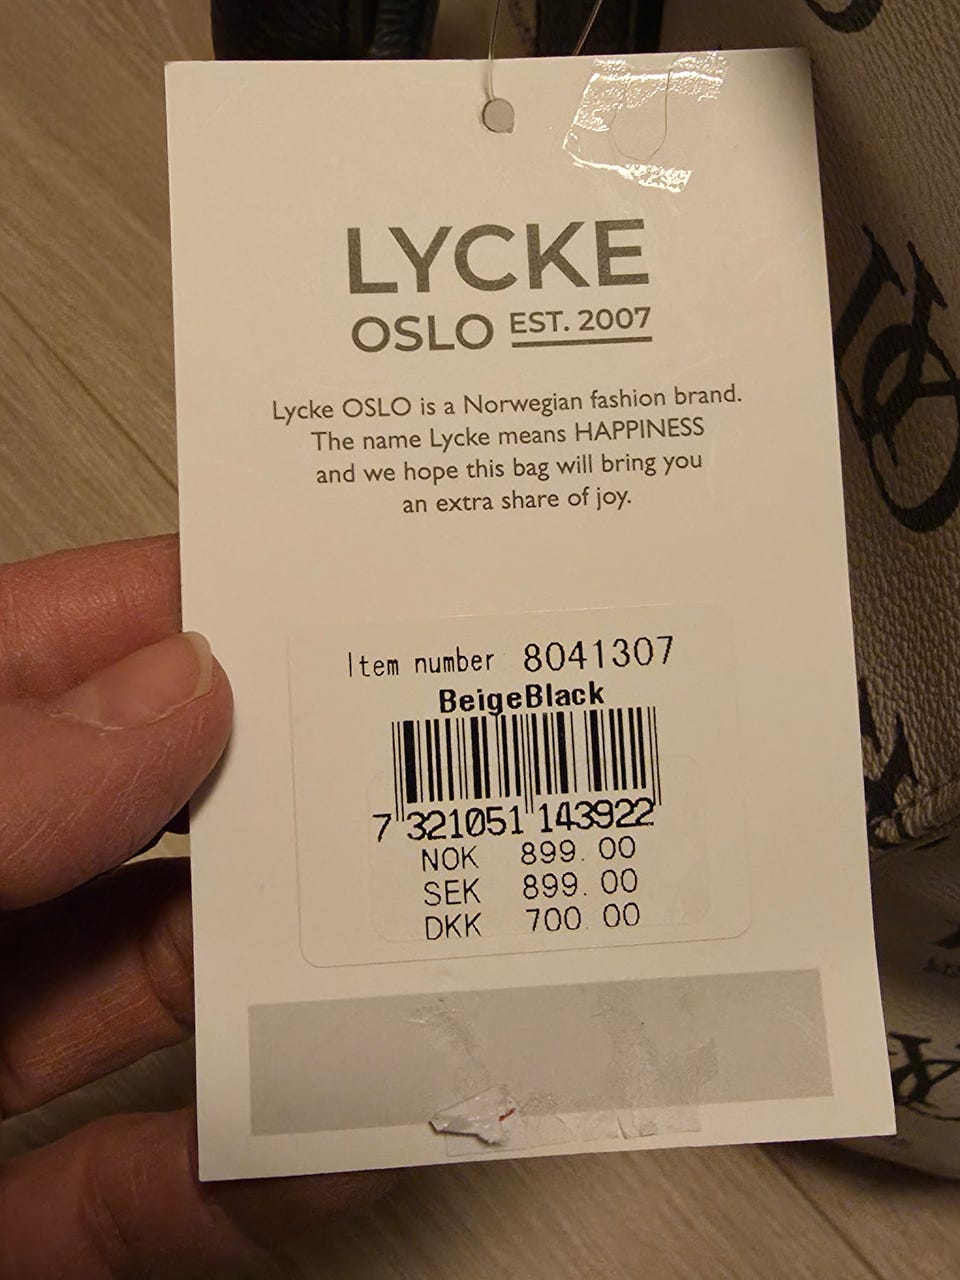 LYCKE
OSLO EST. 2007
Lycke OSLO is a Norwegian fashion brand.
The name Lycke means HAPPINESS
and we hope this bag will bring you
an extra share of joy.
Item number 8041307
BeigeBlack
7 321051 143922
NOK 899.00
SEK 899.00
DKK 700.00